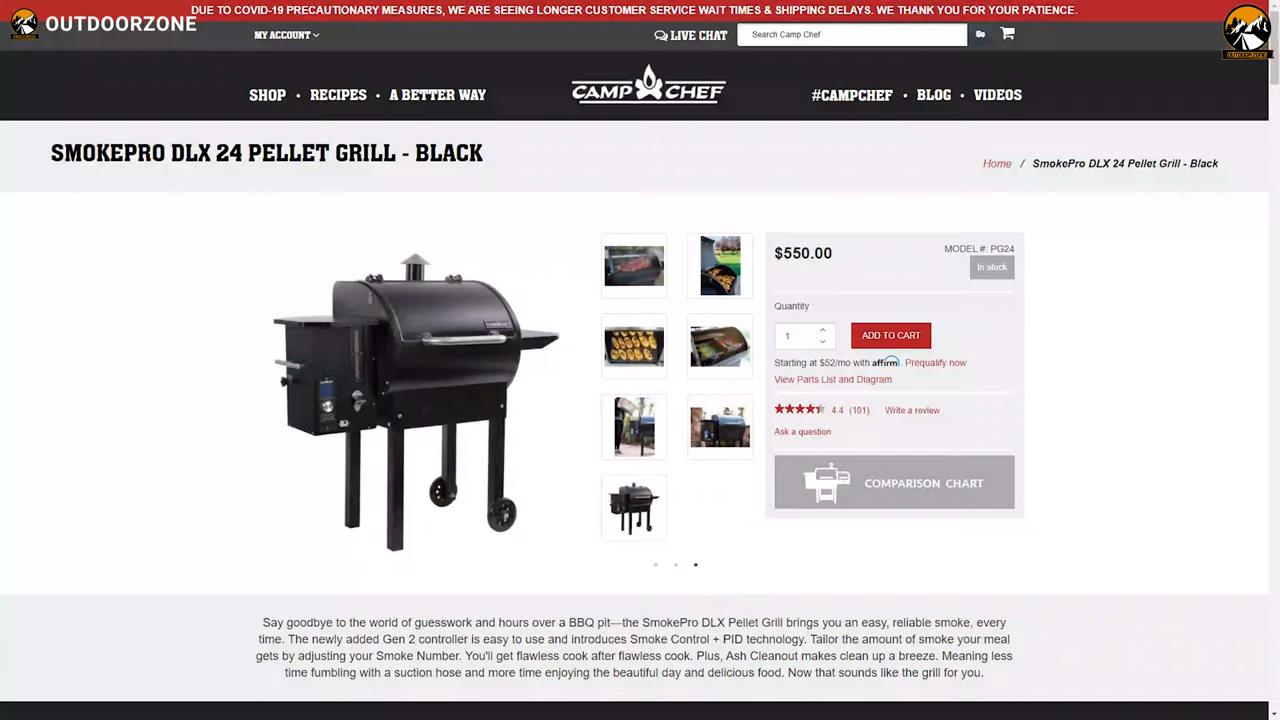 DUE TO COVID-19 PRECAUTIONARY MEASURES, WE ARE SEEING LONGER CUSTOMER SERVICE WAIT TIMES & SHIPPING DELAYS. WE THANK YOU FOR YOUR PATIENCE.
OUTDOORZONE
MY ACCOUNT
LIVE CHAT
Search Camp Chef
Go
OUTDOORZONE
SHOP • RECIPES • A BETTER WAY
CAMP CHEF
#CAMPCHEF • BLOG • VIDEOS
SMOKEPRO DLX 24 PELLET GRILL - BLACK
Home / SmokePro DLX 24 Pellet Grill - Black
$550.00
MODEL #: PG24
In stock
Quantity
1
ADD TO CART
Starting at $52/mo with affirm. Prequalify now
View Parts List and Diagram
4.4 (101) Write a review
Ask a question
COMPARISON CHART
Say goodbye to the world of guesswork and hours over a BBQ pit—the SmokePro DLX Pellet Grill brings you an easy, reliable smoke, every
time. The newly added Gen 2 controller is easy to use and introduces Smoke Control + PID technology. Tailor the amount of smoke your meal
gets by adjusting your Smoke Number. You'll get flawless cook after flawless cook. Plus, Ash Cleanout makes clean up a breeze. Meaning less
time fumbling with a suction hose and more time enjoying the beautiful day and delicious food. Now that sounds like the grill for you.